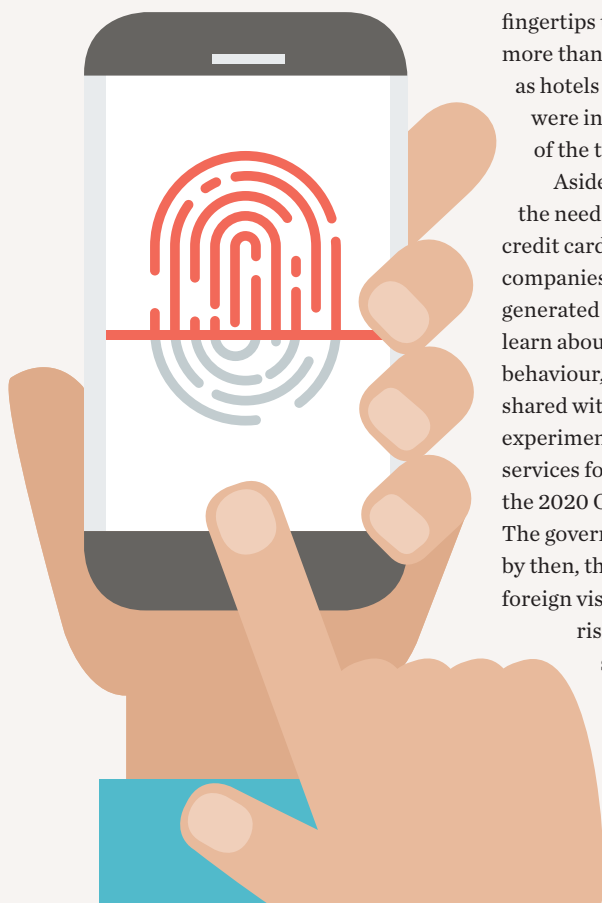 fingertips
more than
as hotels
were in
of the t
Aside
the need
credit card
companies
generated
learn abou
behaviour,
shared wit
experimen
services fo
the 2020 O
The govern
by then, th
foreign vis
ris